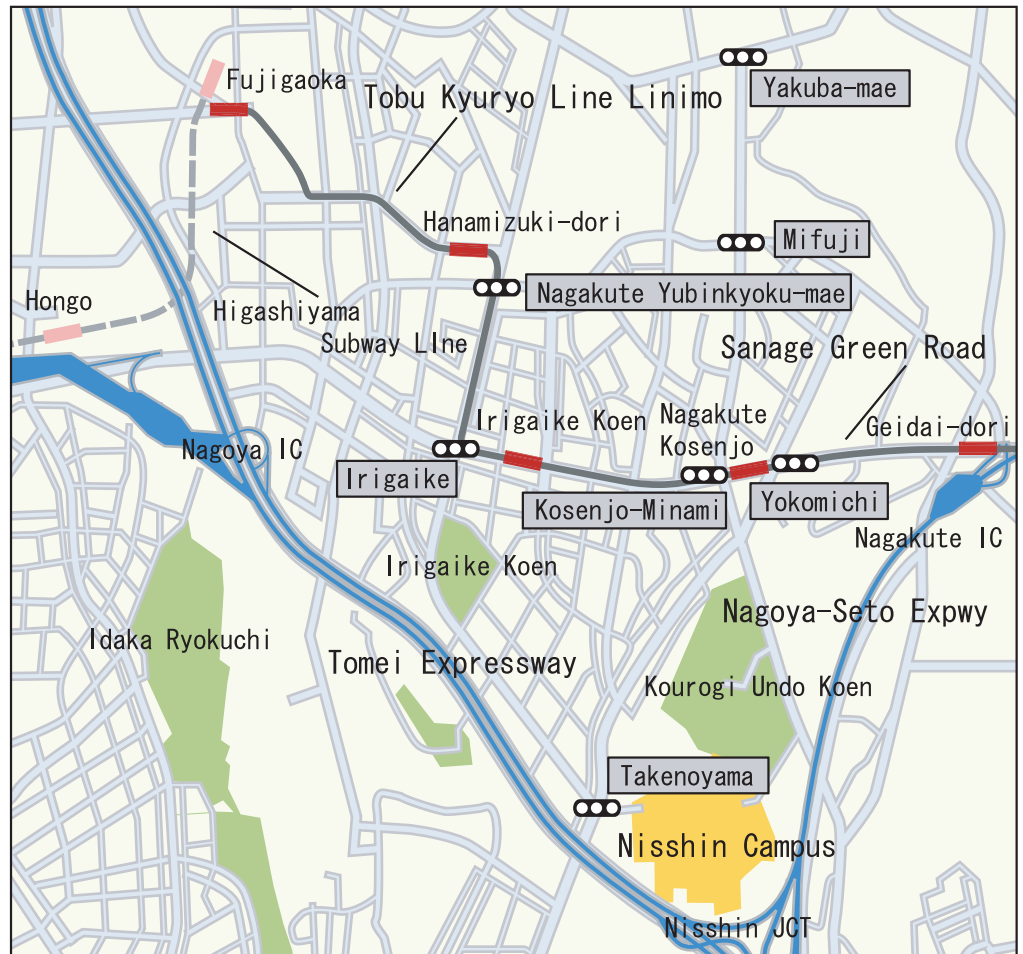 Fujigaoka
Yakuba-mae
Tobu Kyuryo Line Linimo
Hanamizuki-dori
Mifuji
Nagakute Yubinkyoku-mae
Hongo
Higashiyama
Subway LIne
Sanage Green Road
Irigaike Koen
Nagakute
Kosenjo
Geidai-dori
Nagoya IC
Irigaike
Kosenjo-Minami
Yokomichi
Nagakute IC
Irigaike Koen
Nagoya-Seto Expwy
Idaka Ryokuchi
Tomei Expressway
Kourogi Undo Koen
Takenoyama
Nisshin Campus
Nisshin JCT